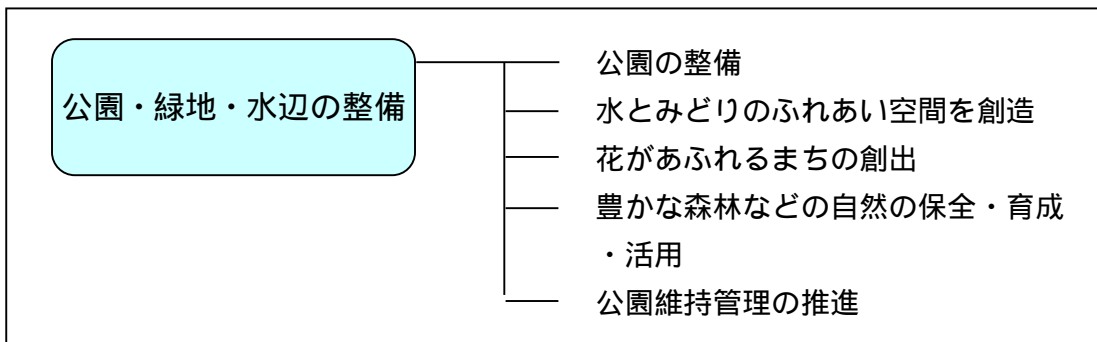 公園・緑地・水辺の整備
公園の整備
水とみどりのふれあい空間を創造
花があふれるまちの創出
豊かな森林などの自然の保全・育成
・活用
公園維持管理の推進